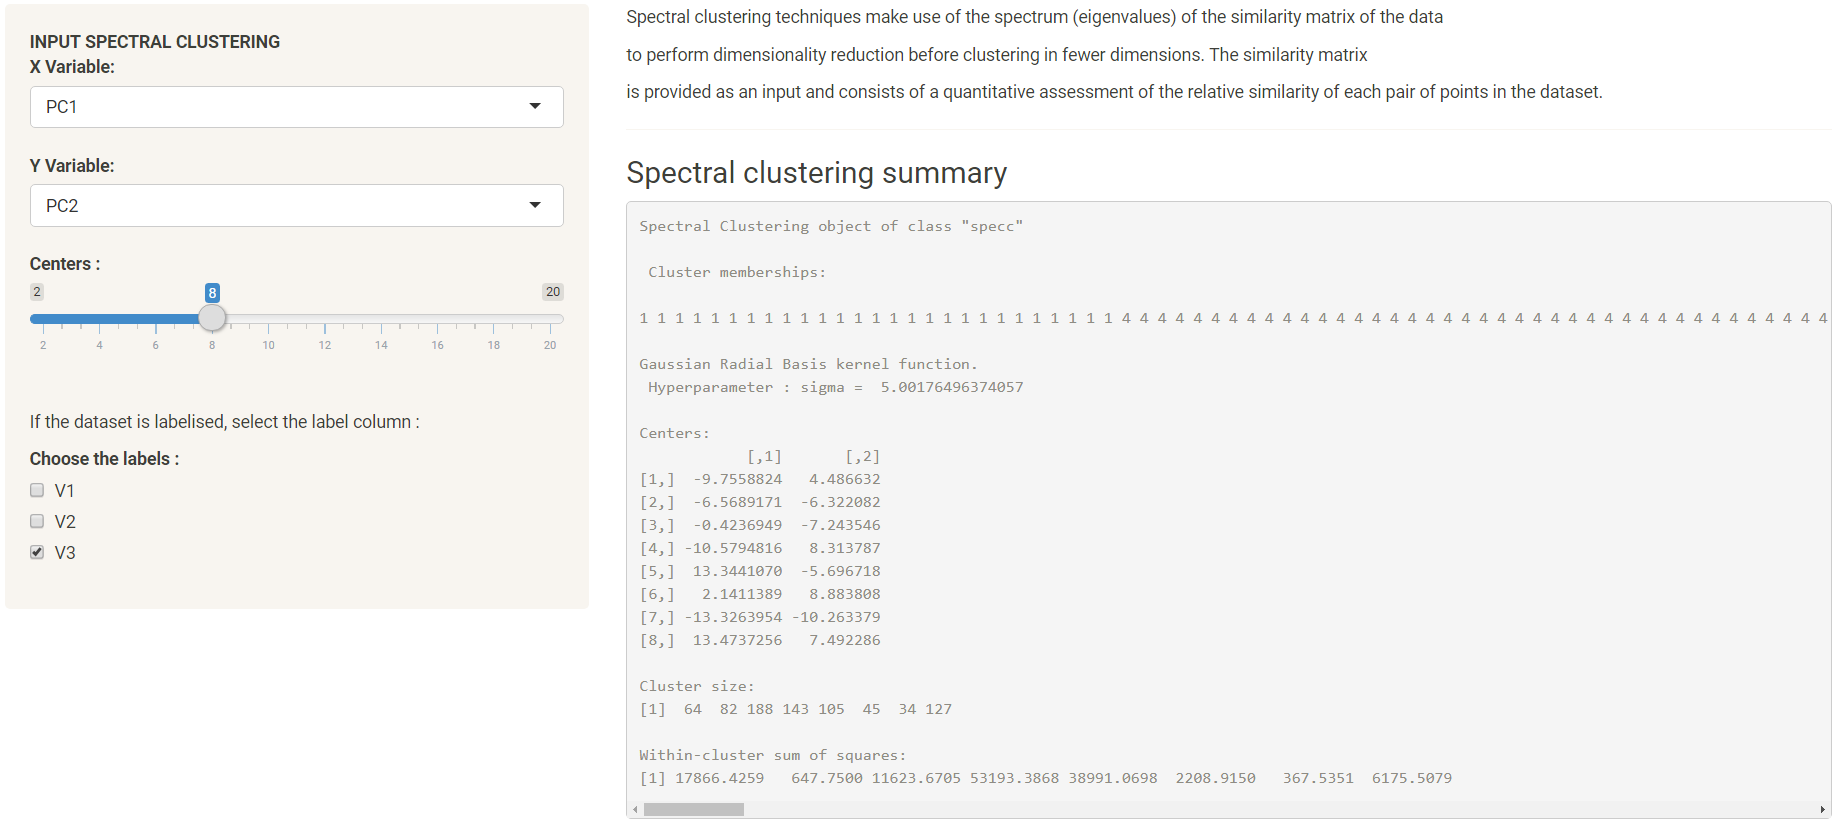 INPUT SPECTRAL CLUSTERING
X Variable:
PC1
Y Variable:
PC2
Centers :
2 8 20
2 4 6 8 10 12 14 16 18 20
If the dataset is labelised, select the label column :
Choose the labels :
V1
V2
V3
Spectral clustering techniques make use of the spectrum (eigenvalues) of the similarity matrix of the data
to perform dimensionality reduction before clustering in fewer dimensions. The similarity matrix
is provided as an input and consists of a quantitative assessment of the relative similarity of each pair of points in the dataset.
Spectral clustering summary
Spectral Clustering object of class "specc"
Cluster memberships:
1 1 1 1 1 1 1 1 1 1 1 1 1 1 1 1 1 1 1 1 1 1 1 1 1 1 1 4 4 4 4 4 4 4 4 4 4 4 4 4 4 4 4 4 4 4 4 4 4 4 4 4 4 4 4 4 4 4 4 4 4 4 4 4 4 4 4
Gaussian Radial Basis kernel function.
Hyperparameter : sigma = 5.00176496374057
Centers:
[,1] [,2]
[1,] -9.7558824 4.486632
[2,] -6.5689171 -6.322082
[3,] -0.4236949 -7.243546
[4,] -10.5794816 8.313787
[5,] 13.3441070 -5.696718
[6,] 2.1411389 8.883808
[7,] -13.3263954 -10.263379
[8,] 13.4737256 7.492286
Cluster size:
[1] 64 82 188 143 105 45 34 127
Within-cluster sum of squares:
[1] 17866.4259 647.7500 11623.6705 53193.3868 38991.0698 2208.9150 367.5351 6175.5079